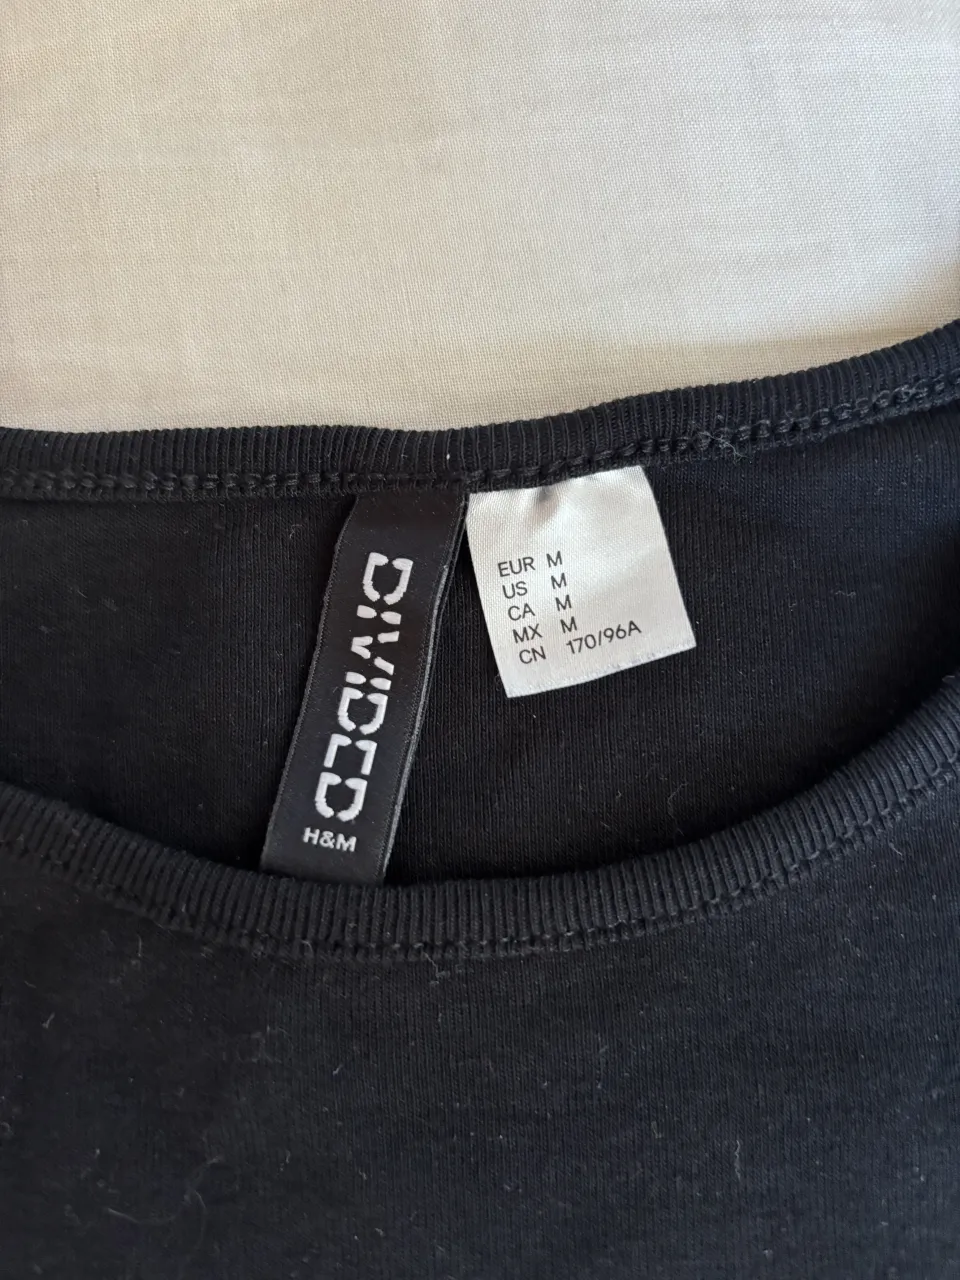 DIVIDED
H&M
EUR M
US M
CA M
MX M
CN 170/96A